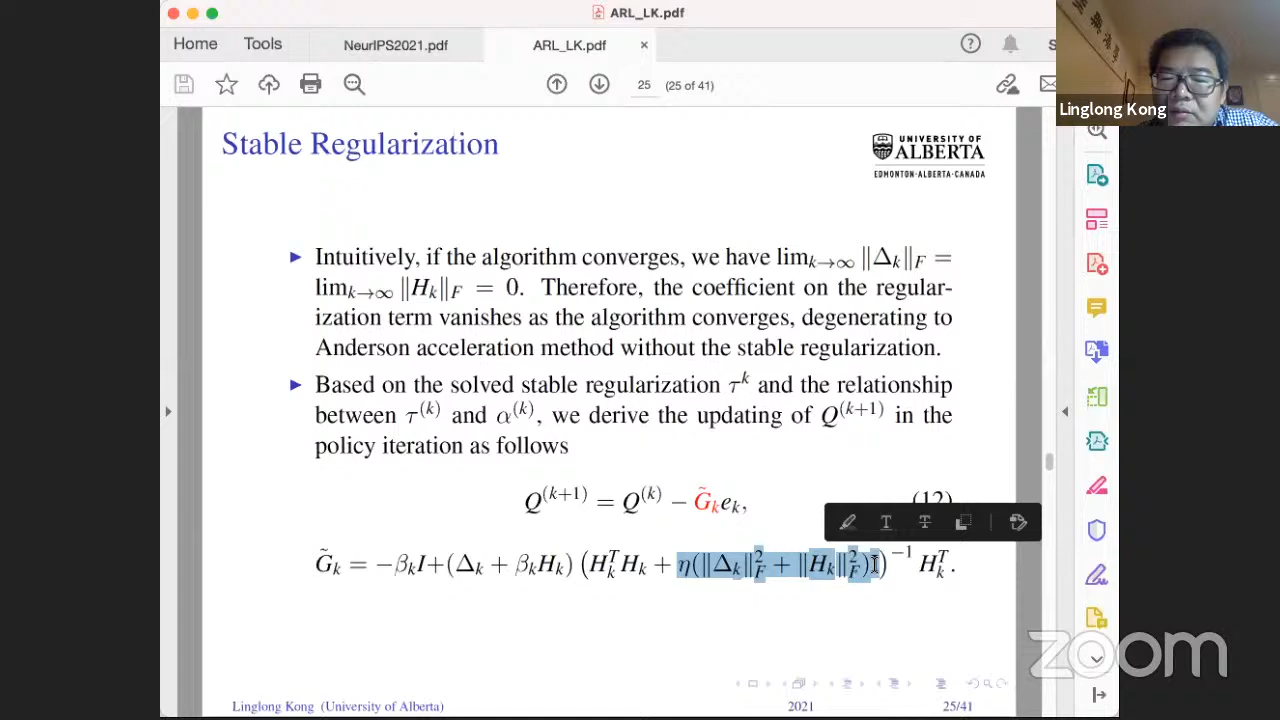 ARL_LK.pdf
Home Tools NeurIPS2021.pdf ARL_LK.pdf ×
25 (25 of 41)
Linglong Kong
Stable Regularization
UNIVERSITY OF
ALBERTA
EDMONTON·ALBERTA·CANADA
▶ Intuitively, if the algorithm converges, we have lim_{k→∞} ‖Δ_k‖_F =
lim_{k→∞} ‖H_k‖_F = 0. Therefore, the coefficient on the regular-
ization term vanishes as the algorithm converges, degenerating to
Anderson acceleration method without the stable regularization.
▶ Based on the solved stable regularization τ^k and the relationship
between τ^{(k)} and α^{(k)}, we derive the updating of Q^{(k+1)} in the
policy iteration as follows
Q^{(k+1)} = Q^{(k)} − G̃_k e_k, (12)
G̃_k = −β_k I+(Δ_k + β_k H_k) (H_k^T H_k + η(‖Δ_k‖_F^2 + ‖H_k‖_F^2))^{−1} H_k^T.
zoom
Linglong Kong (University of Alberta) 2021 25/41